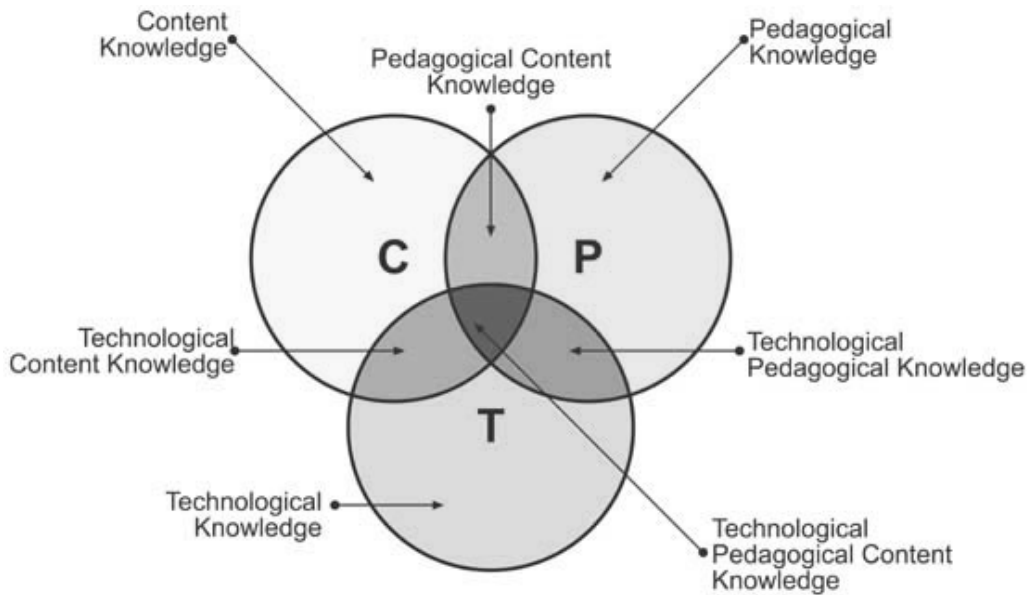 Content
Knowledge
Pedagogical Content
Knowledge
Pedagogical
Knowledge
C
P
Technological
Content Knowledge
Technological
Pedagogical Knowledge
T
Technological
Knowledge
Technological
Pedagogical Content
Knowledge